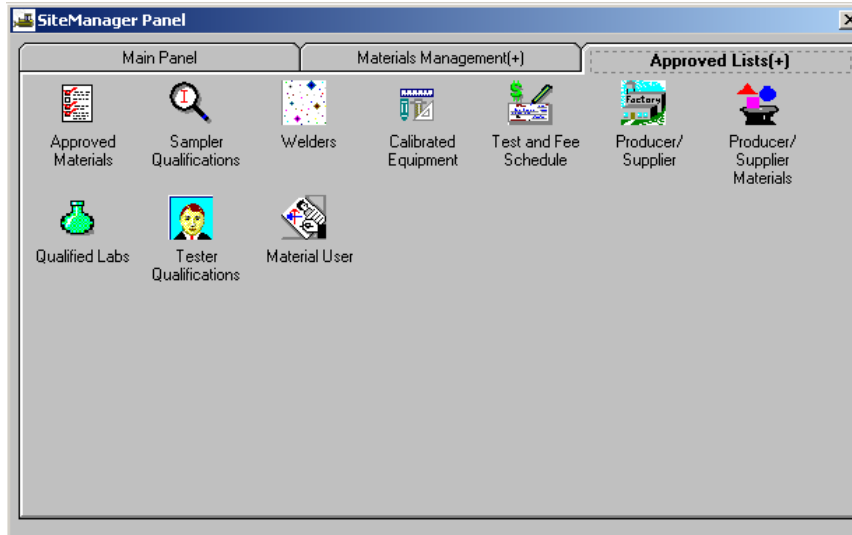 SiteManager Panel
Main Panel
Materials Management(+)
Approved Lists(+)
Factory
Approved
Materials
Sampler
Qualifications
Welders
Calibrated
Equipment
Test and Fee
Schedule
Producer/
Supplier
Producer/
Supplier
Materials
Qualified Labs
Tester
Qualifications
Material User